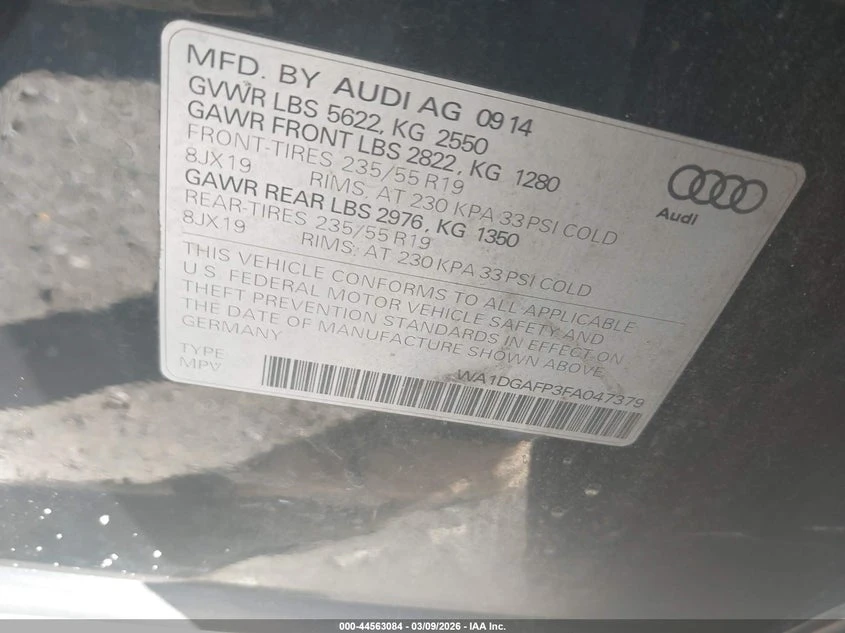 MFD. BY AUDI AG 0914
GVWR LBS 5622, KG 2550
GAWR FRONT LBS 2822, KG 1280
FRONT-TIRES 235/55 R19
8JX19 RIMS, AT 230 KPA 33 PSI COLD
GAWR REAR LBS 2976, KG 1350
REAR-TIRES 235/55 R19
8JX19 RIMS, AT 230 KPA 33 PSI COLD
Audi
THIS VEHICLE CONFORMS TO ALL APPLICABLE
U.S. FEDERAL MOTOR VEHICLE SAFETY AND
THEFT PREVENTION STANDARDS IN EFFECT ON
THE DATE OF MANUFACTURE SHOWN ABOVE.
GERMANY
TYPE
MPV
WA1DGAFP3FA047379
000-44563084 - 03/09/2026 - IAA Inc.